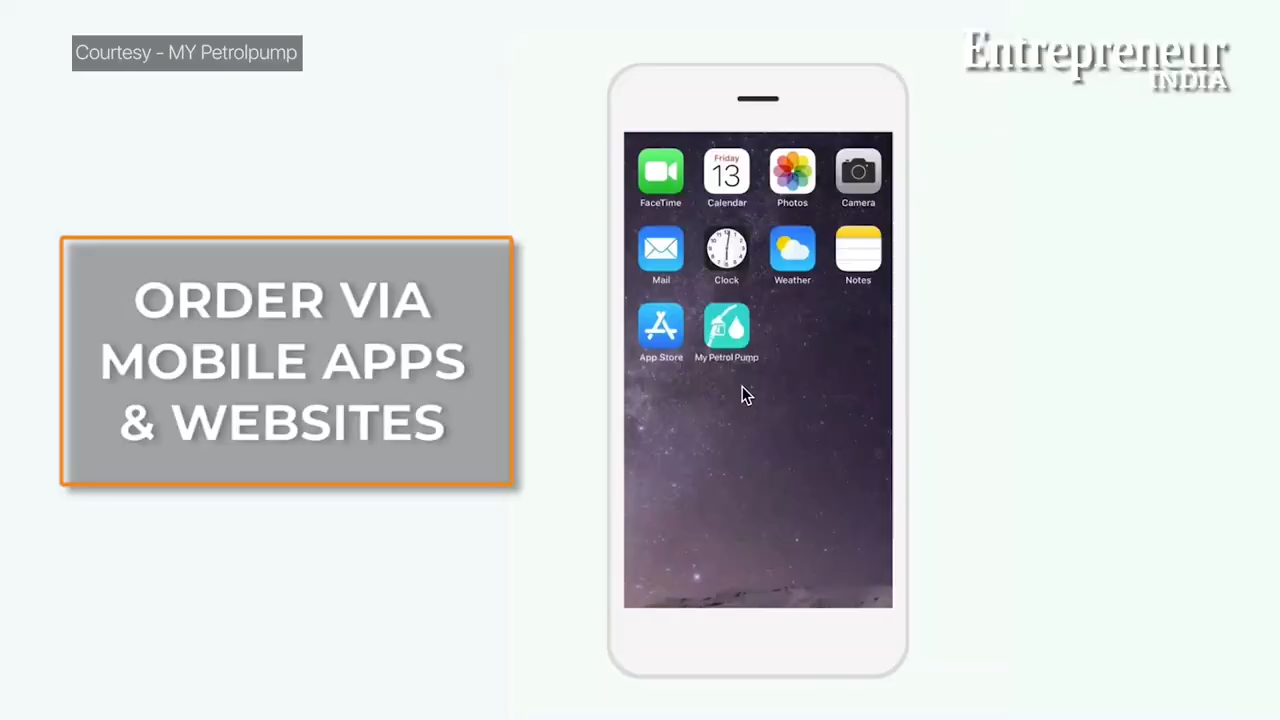 Courtesy - MY Petrolpump
Entrepreneur
INDIA
ORDER VIA
MOBILE APPS
& WEBSITES
FaceTime
Friday
13
Calendar
Photos
Camera
Mail
Clock
Weather
Notes
App Store
My Petrol Pump